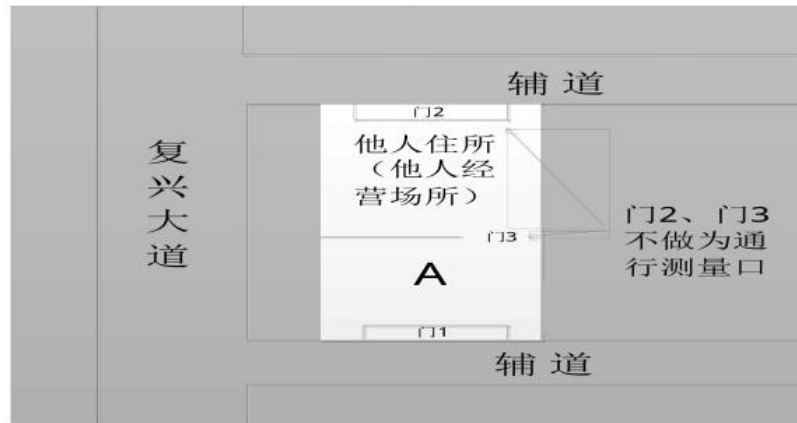 辅道
门2
他人住所
（他人经
营场所）
复兴大道
门3
门2、门3
不做为通
行测量口
A
门1
辅道